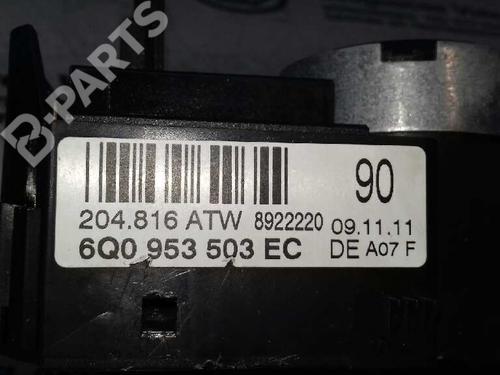 90
204.816 ATW 8922220 09.11.11
6Q0 953 503 EC DE A07 F
PARTS